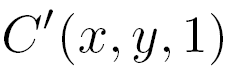 C′(x, y, 1)